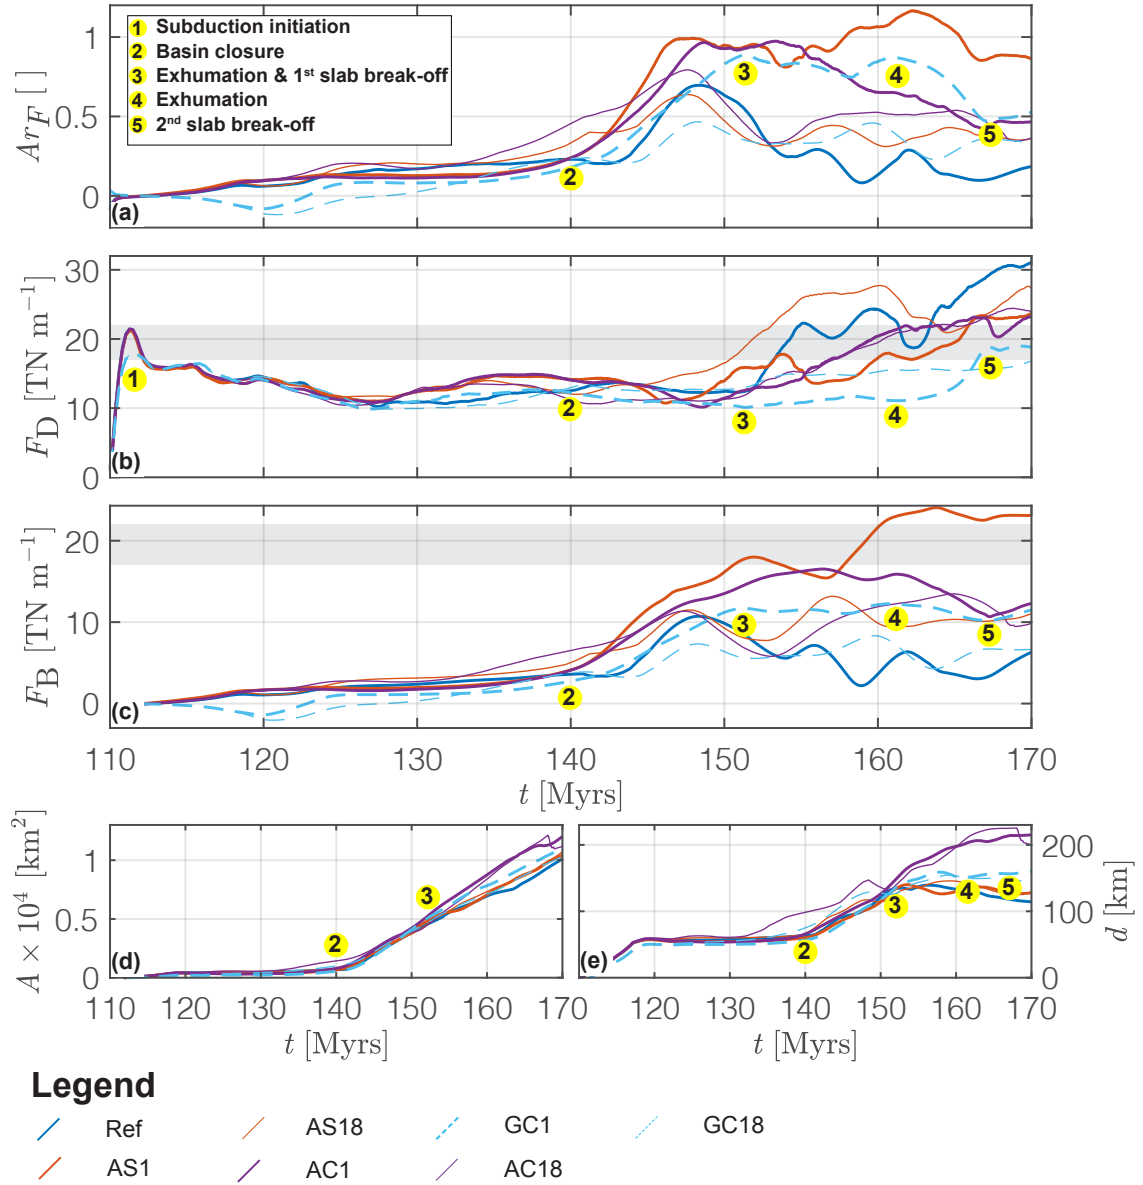 1 Subduction initiation
2 Basin closure
3 Exhumation & 1st slab break-off
4 Exhumation
5 2nd slab break-off
ArF [ ]
1
0.5
0
3
4
5
2
(a)
FD [TN m−1]
30
20
10
0
1
2
3
4
5
(b)
FB [TN m−1]
20
10
0
3
4
5
2
(c)
110 120 130 140 150 160 170
t [Myrs]
A × 104 [km2]
1
0.5
0
3
2
(d)
110 120 130 140 150 160 170
t [Myrs]
200
100
0
d [km]
4 5
3
2
(e)
120 130 140 150 160 170
t [Myrs]
Legend
Ref AS18 GC1 GC18
AS1 AC1 AC18